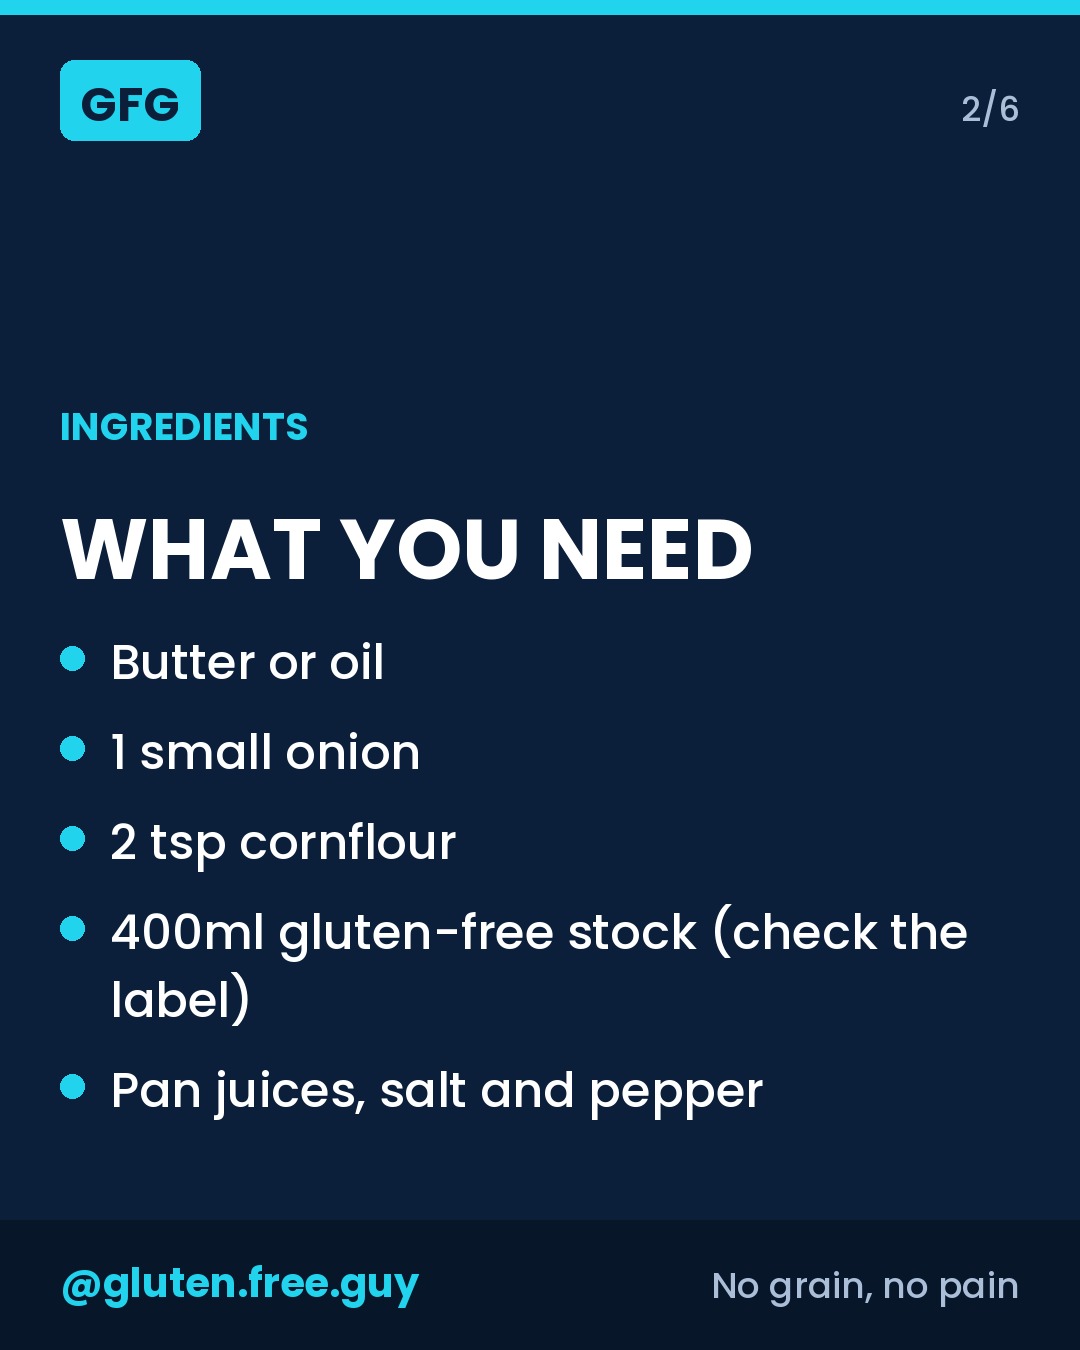 GFG
2/6
INGREDIENTS
WHAT YOU NEED
Butter or oil
1 small onion
2 tsp cornflour
400ml gluten-free stock (check the
label)
Pan juices, salt and pepper
@gluten.free.guy
No grain, no pain